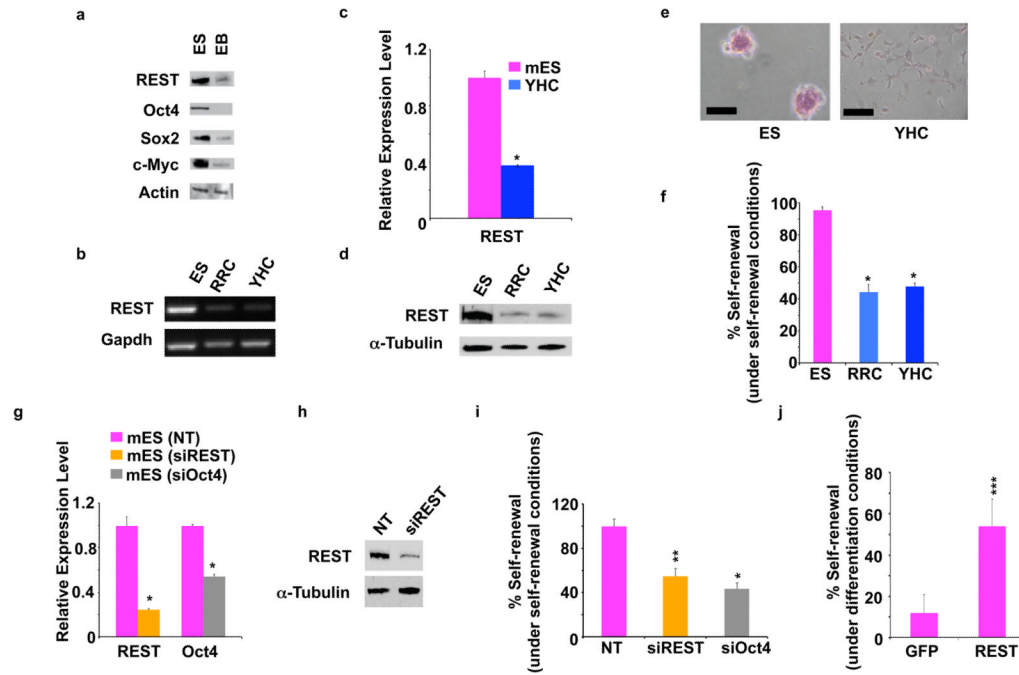 a
ES
EB
REST
Oct4
Sox2
c-Myc
Actin
b
ES
RRC
YHC
REST
Gapdh
c
Relative Expression Level
1.2
0.8
0.4
0
mES
YHC
*
REST
d
ES
RRC
YHC
REST
α-Tubulin
e
ES
YHC
f
% Self-renewal
(under self-renewal conditions)
100
80
60
40
20
0
*
*
ES
RRC
YHC
g
mES (NT)
mES (siREST)
mES (siOct4)
Relative Expression Level
1.2
0.8
0.4
0
*
*
REST
Oct4
h
NT
siREST
REST
α-Tubulin
i
% Self-renewal
(under self-renewal conditions)
120
100
80
60
40
20
0
**
*
NT
siREST
siOct4
j
% Self-renewal
(under differentiation conditions)
80
60
40
20
10
0
***
GFP
REST